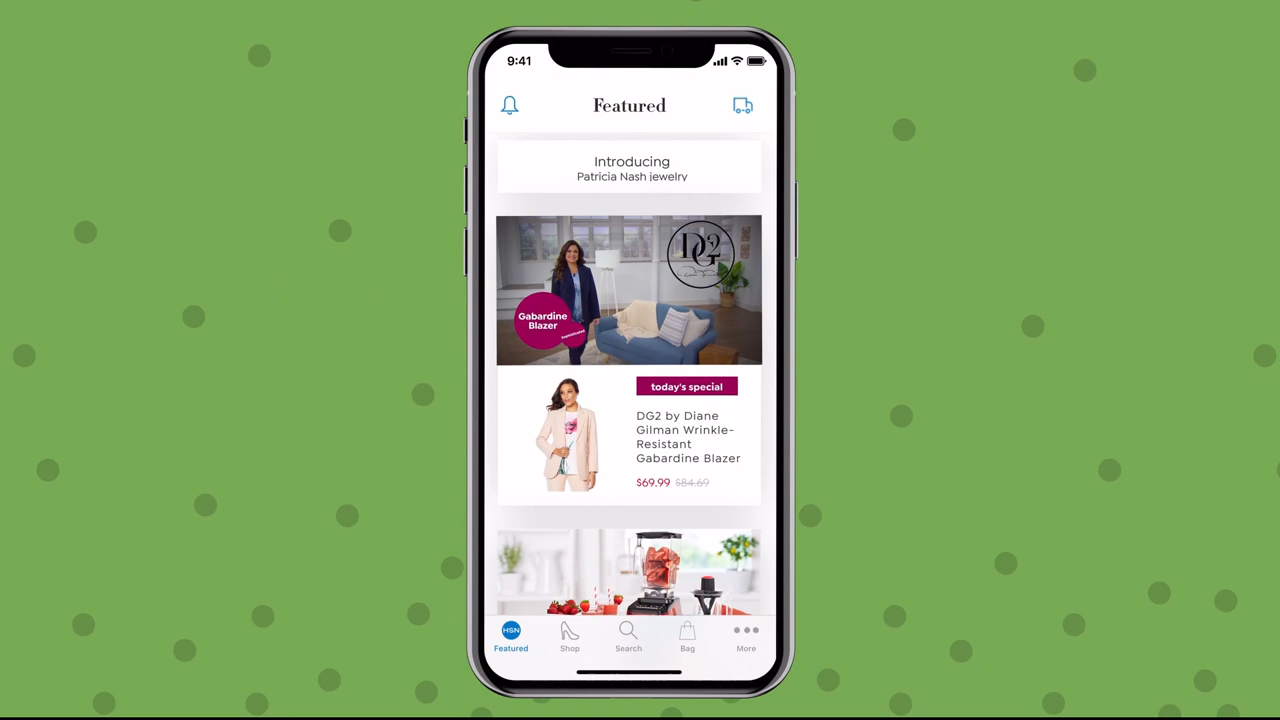 9:41
Featured
Introducing
Patricia Nash jewelry
DG2
Gabardine
Blazer
Sophisticated
today's special
DG2 by Diane
Gilman Wrinkle-
Resistant
Gabardine Blazer
$69.99 $84.69
HSN
Featured Shop Search Bag More